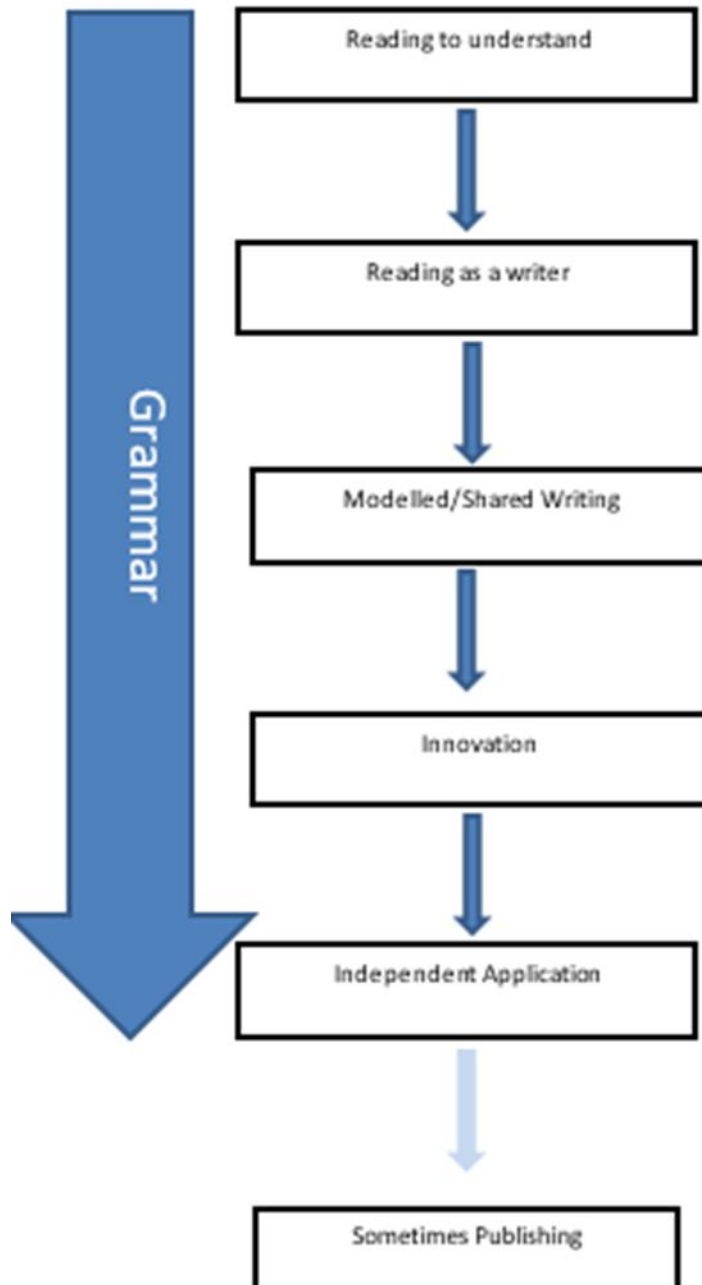 Reading to understand
Reading as a writer
Grammar
Modelled/Shared Writing
Innovation
Independent Application
Sometimes Publishing